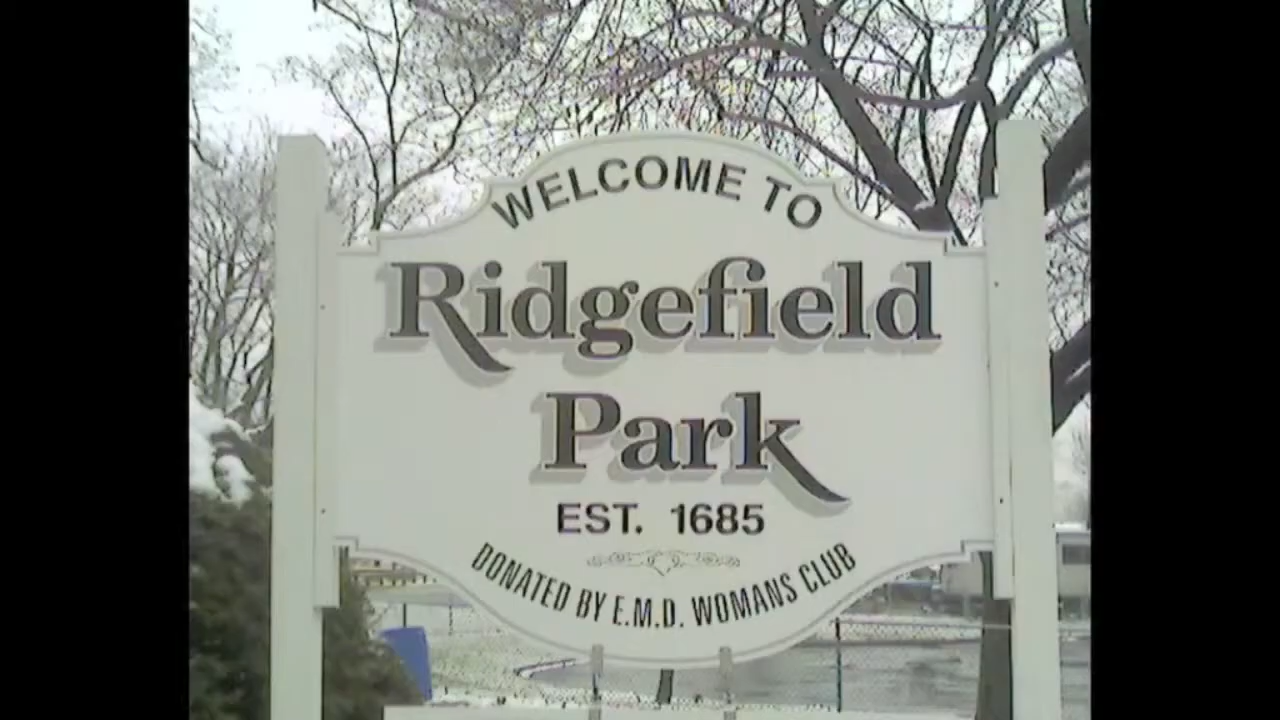 WELCOME TO
Ridgefield
Park
EST. 1685
DONATED BY E.M.D. WOMANS CLUB